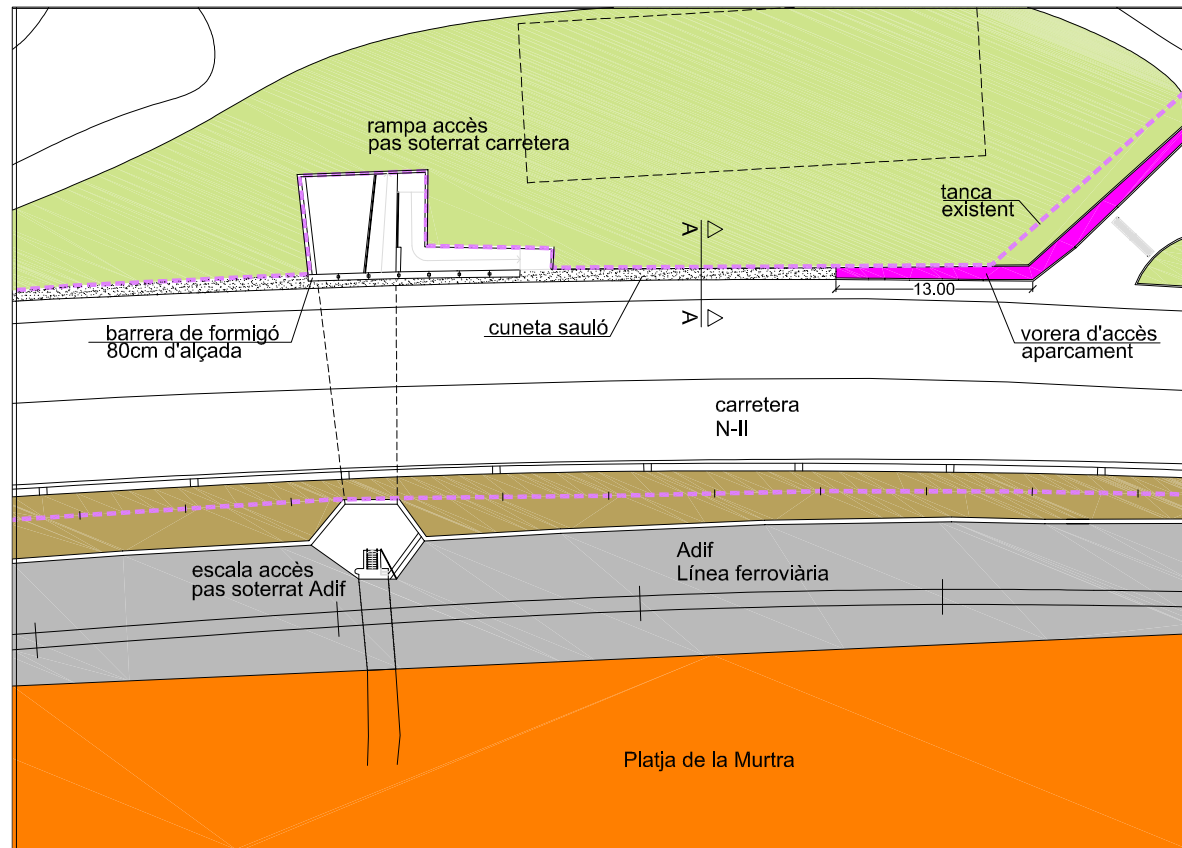 rampa accès
pas soterrat carretera
tanca
existent
A
A
13.00
barrera de formigó
80cm d'alçada
cuneta sauló
vorera d'accès
aparcament
carretera
N-II
escala accès
pas soterrat Adif
Adif
Línea ferroviària
Platja de la Murtra